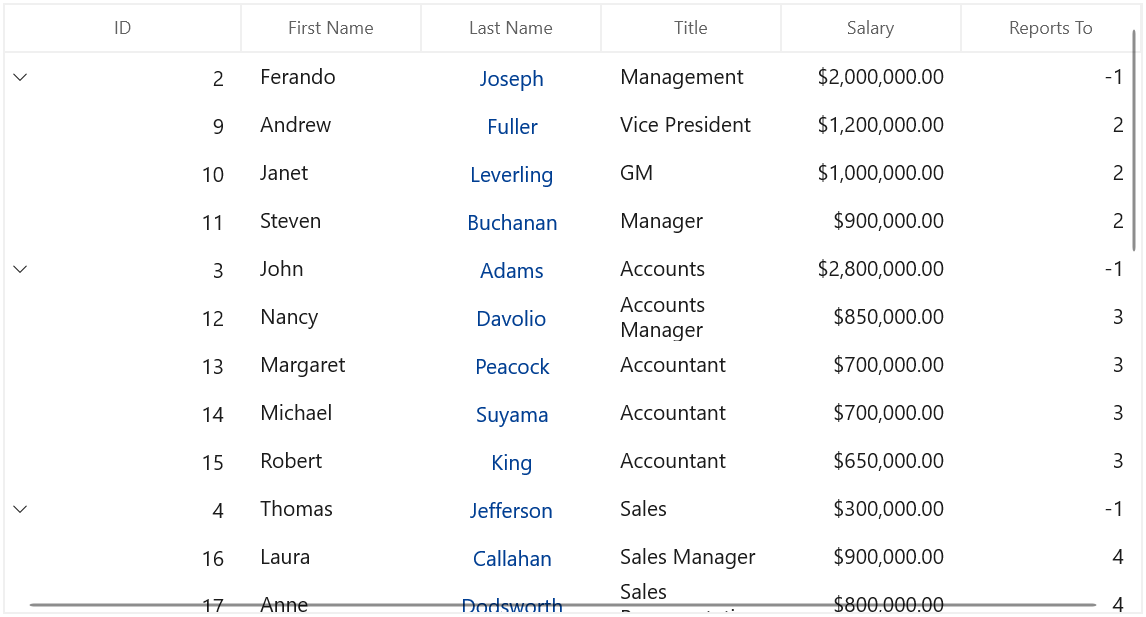 ID First Name Last Name Title Salary Reports To
2 Ferando Joseph Management $2,000,000.00 -1
9 Andrew Fuller Vice President $1,200,000.00 2
10 Janet Leverling GM $1,000,000.00 2
11 Steven Buchanan Manager $900,000.00 2
3 John Adams Accounts $2,800,000.00 -1
12 Nancy Davolio Accounts Manager $850,000.00 3
13 Margaret Peacock Accountant $700,000.00 3
14 Michael Suyama Accountant $700,000.00 3
15 Robert King Accountant $650,000.00 3
4 Thomas Jefferson Sales $300,000.00 -1
16 Laura Callahan Sales Manager $900,000.00 4
17 Anne Dodsworth Sales $800,000.00 4